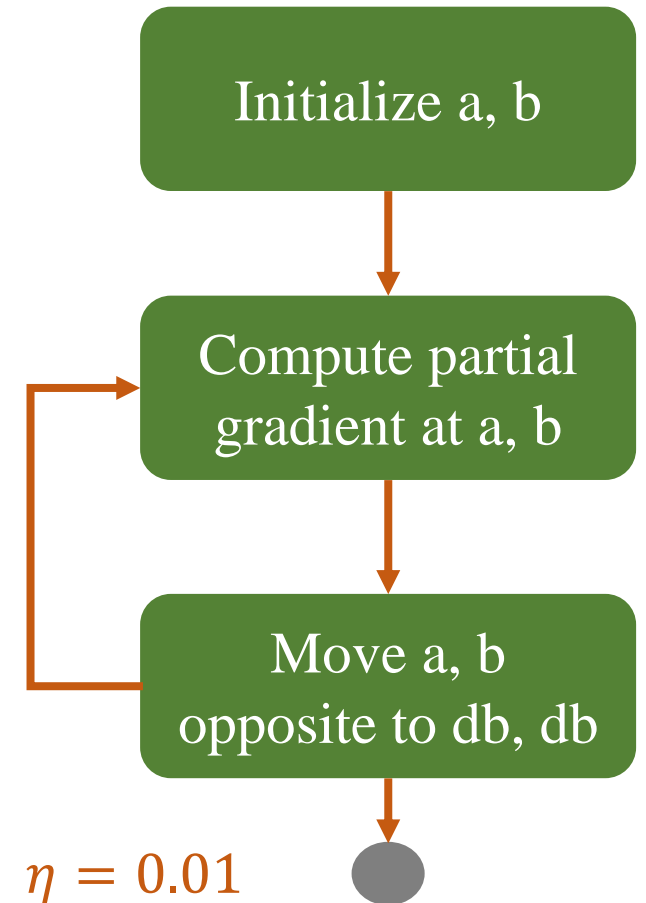 Initialize a, b
Compute partial
gradient at a, b
Move a, b
opposite to db, db
η = 0.01